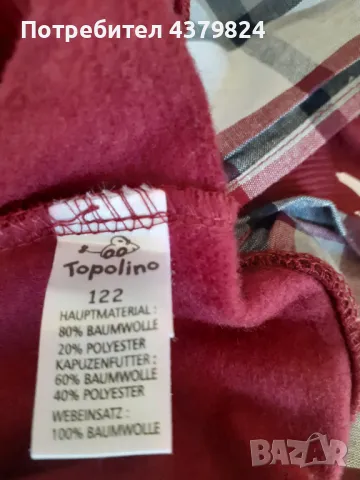 Потребител 4379824
Topolino
122
HAUPTMATERIAL :
80% BAUMWOLLE
20% POLYESTER
KAPUZENFUTTER:
60% BAUMWOLLE
40% POLYESTER
WEBEINSATZ:
100% BAUMWOLLE
BAZAR